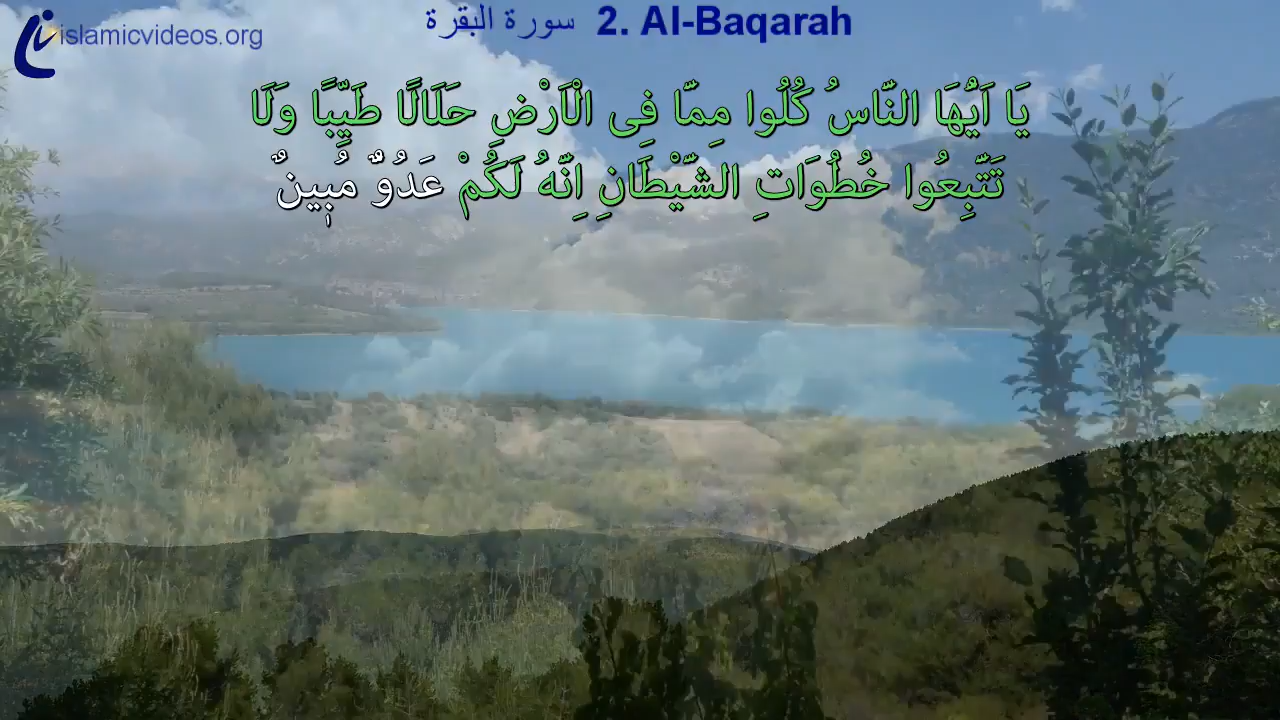 سورة البقرة 2. Al-Baqarah
islamicvideos.org
يَا اَيُّهَا النَّاسُ كُلُوا مِمَّا فِى الْاَرْضِ حَلَالًا طَيِّبًا وَلَا
تَتَّبِعُوا خُطُوَاتِ الشَّيْطَانِ اِنَّهُ لَكُمْ عَدُوٌّ مُبٖينٌ